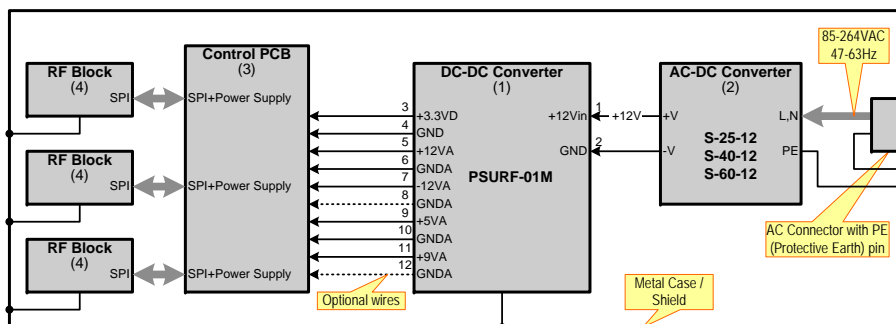 85-264VAC
47-63Hz
RF Block
(4)
SPI
Control PCB
(3)
SPI+Power Supply
DC-DC Converter
(1)
PSURF-01M
+12Vin
GND
1
+12V
2
AC-DC Converter
(2)
+V
-V
L,N
PE
S-25-12
S-40-12
S-60-12
3
+3.3VD
4
GND
5
+12VA
6
GNDA
7
-12VA
8
GNDA
9
+5VA
10
GNDA
11
+9VA
12
GNDA
RF Block
(4)
SPI
SPI+Power Supply
RF Block
(4)
SPI
SPI+Power Supply
Optional wires
AC Connector with PE
(Protective Earth) pin
Metal Case /
Shield